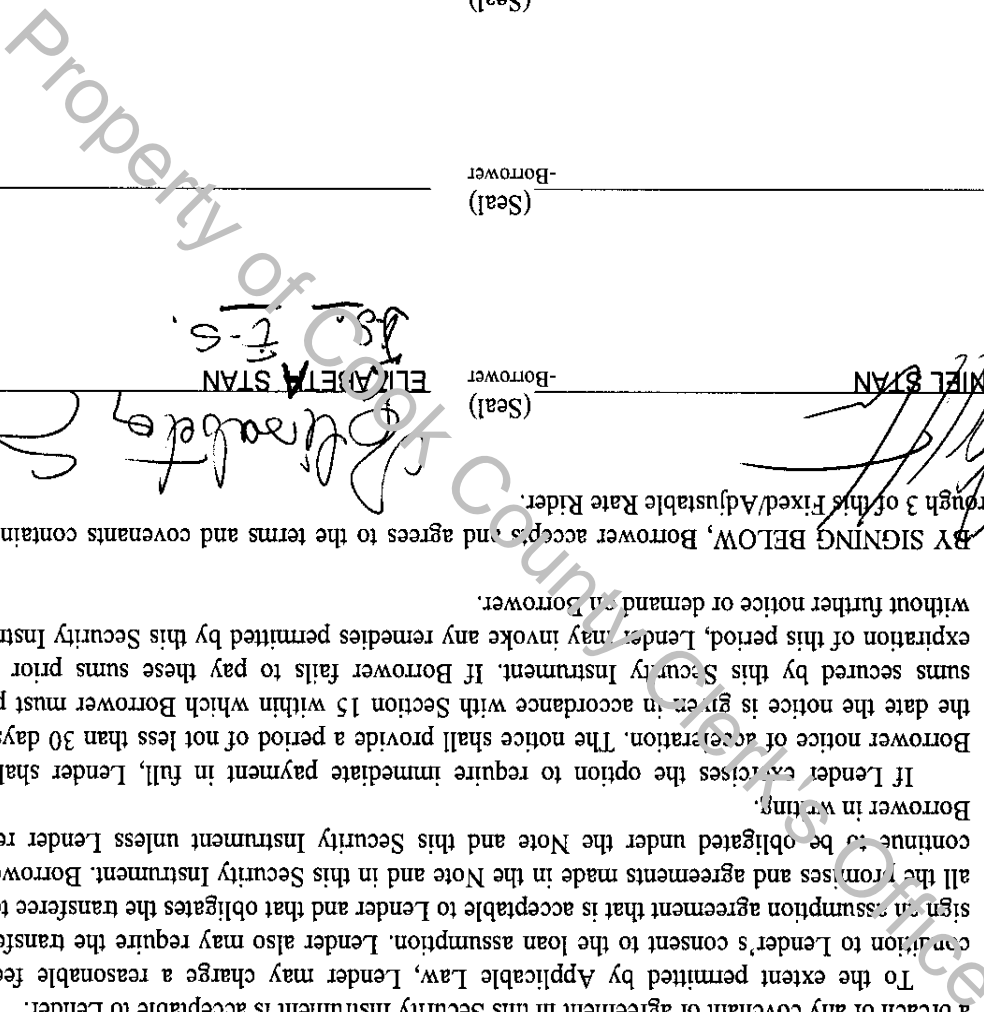 a breach of any covenant or agreement in this Security Instrument is acceptable to Lender.
To the extent permitted by Applicable Law, Lender may charge a reasonable fee
condition to Lender's consent to the loan assumption. Lender also may require the transfe
sign an assumption agreement that is acceptable to Lender and that obligates the transferee t
all the promises and agreements made in the Note and in this Security Instrument. Borrowe
continue to be obligated under the Note and this Security Instrument unless Lender re
Borrower in writing.
If Lender exercises the option to require immediate payment in full, Lender shal
Borrower notice of acceleration. The notice shall provide a period of not less than 30 days
the date the notice is given in accordance with Section 15 within which Borrower must p
sums secured by this Security Instrument. If Borrower fails to pay these sums prior
expiration of this period, Lender may invoke any remedies permitted by this Security Instr
without further notice or demand on Borrower.
BY SIGNING BELOW, Borrower accepts and agrees to the terms and covenants contain
rough 3 of this Fixed/Adjustable Rate Rider.
(Seal)
NIEL STAN
-Borrower
Elisabeta
ELIZABETA STAN
E-S.
(Seal)
-Borrower
(Seal)
Property of Cook County Clerk's Office